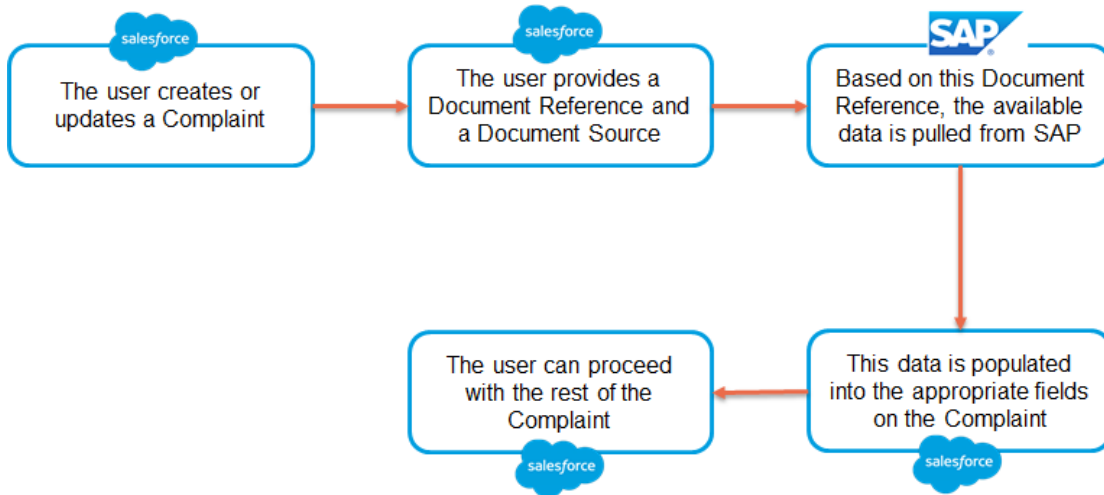 salesforce
The user creates or
updates a Complaint
salesforce
The user provides a
Document Reference and
a Document Source
SAP
®
Based on this Document
Reference, the available
data is pulled from SAP
The user can proceed
with the rest of the
Complaint
salesforce
This data is populated
into the appropriate fields
on the Complaint
salesforce